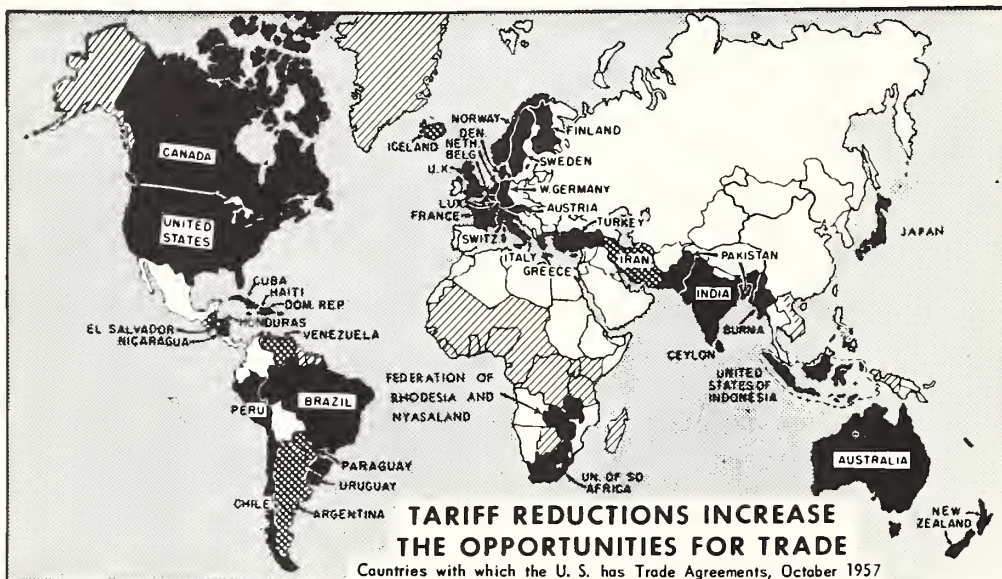 CANADA
UNITED
STATES
CUBA
HAITI
DOM. REP.
HONDURAS
EL SALVADOR
NICARAGUA
VENEZUELA
PERU
BRAZIL
PARAGUAY
URUGUAY
CHILE
ARGENTINA
ICELAND
NORWAY
DEN.
NETH.
BELG
U.K.
LUX
FRANCE
SWITZ
ITALY
GREECE
FINLAND
SWEDEN
W. GERMANY
AUSTRIA
TURKEY
IRAN
PAKISTAN
INDIA
BURMA
CEYLON
JAPAN
UNITED
STATES OF
INDONESIA
FEDERATION OF
RHODESIA AND
NYASALAND
UN. OF SO.
AFRICA
AUSTRALIA
NEW
ZEALAND
TARIFF REDUCTIONS INCREASE
THE OPPORTUNITIES FOR TRADE
Countries with which the U. S. has Trade Agreements, October 1957